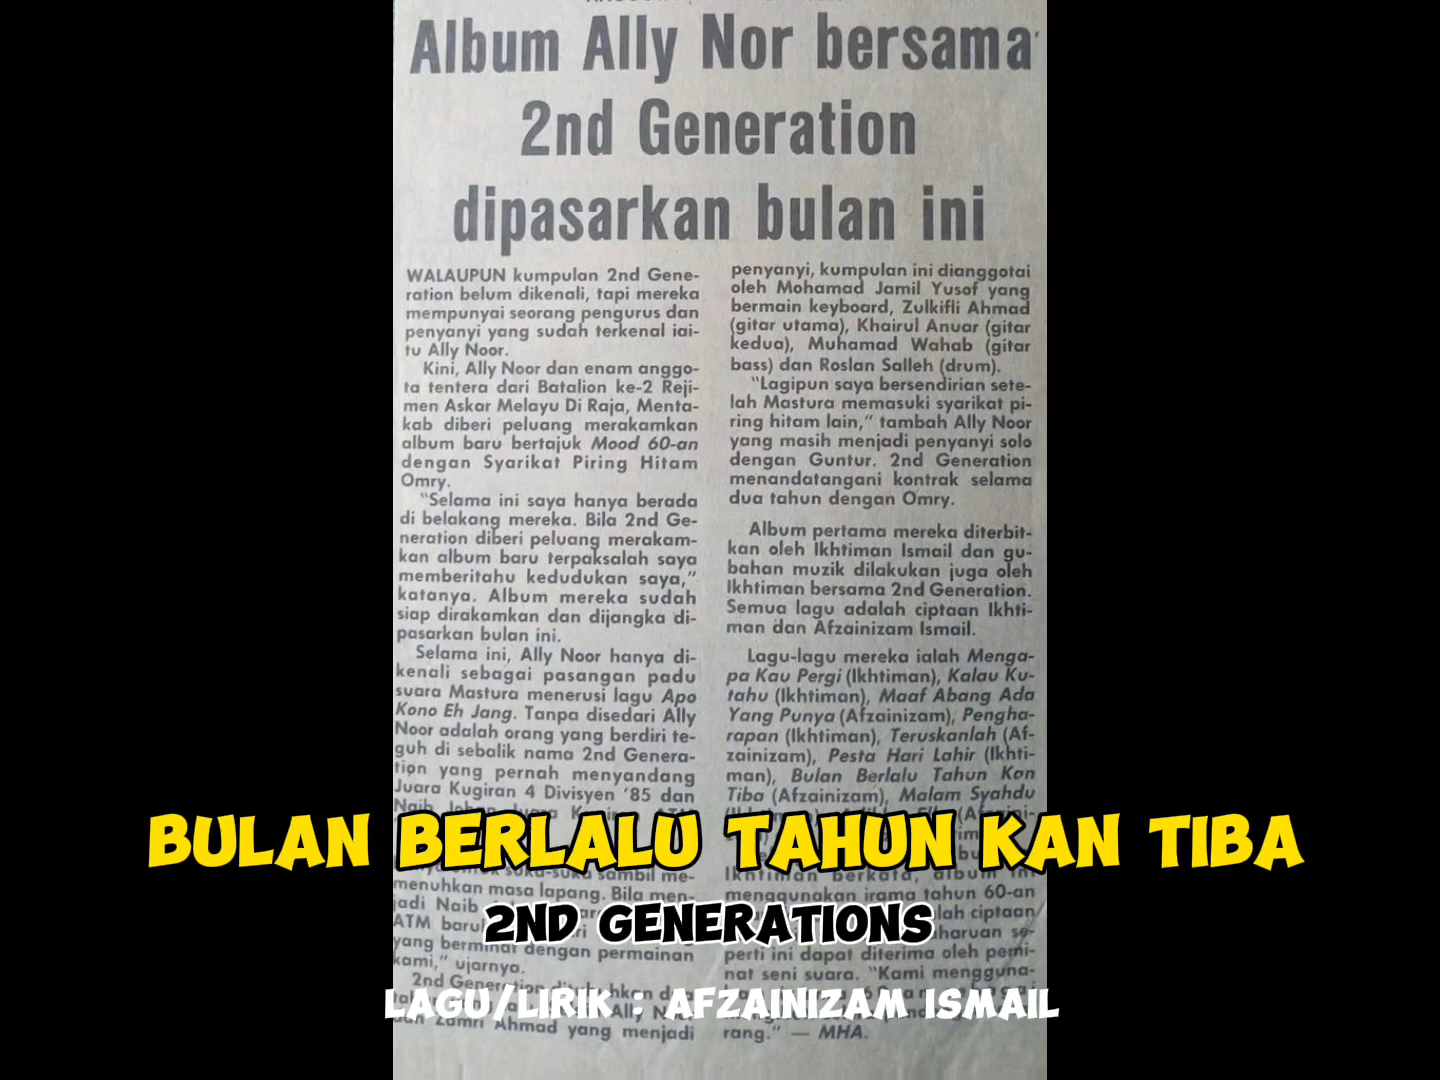 Album Ally Nor bersama
2nd Generation
dipasarkan bulan ini
WALAUPUN kumpulan 2nd Gene-
ration belum dikenali, tapi mereka
mempunyai seorang pengurus dan
penyanyi yang sudah terkenal iai-
tu Ally Noor.
Kini, Ally Noor dan enam anggo-
ta tentera dari Batalion ke-2 Reji-
men Askar Melayu Di Raja, Menta-
kab diberi peluang merakamkan
album baru bertajuk Mood 60-an
dengan Syarikat Piring Hitam
Omry.
"Selama ini saya hanya berada
di belakang mereka. Bila 2nd Ge-
neration diberi peluang merakam-
kan album baru terpaksalah saya
memberitahu kedudukan saya,"
katanya. Album mereka sudah
siap dirakamkan dan dijangka di-
pasarkan bulan ini.
Selama ini, Ally Noor hanya di-
kenali sebagai pasangan padu
suara Mastura menerusi lagu Apo
Kono Eh Jang. Tanpa disedari Ally
Noor adalah orang yang berdiri te-
guh di sebalik nama 2nd Genera-
tion yang pernah menyandang
Juara Kugiran 4 Divisyen '85 dan
Naib
suka-suka sambil me-
menuhkan masa lapang. Bila men-
jadi Naib
ATM
yang berminat dengan permainan
kami," ujarnya.
2nd Generation
Ally
dan Zamri Ahmad yang menjadi
penyanyi, kumpulan ini dianggotai
oleh Mohamad Jamil Yusof yang
bermain keyboard, Zulkifli Ahmad
(gitar utama), Khairul Anuar (gitar
kedua), Muhamad Wahab (gitar
bass) dan Roslan Salleh (drum).
"Lagipun saya bersendirian sete-
lah Mastura memasuki syarikat pi-
ring hitam lain," tambah Ally Noor
yang masih menjadi penyanyi solo
dengan Guntur. 2nd Generation
menandatangani kontrak selama
dua tahun dengan Omry.
Album pertama mereka diterbit-
kan oleh Ikhtiman Ismail dan gu-
bahan muzik dilakukan juga oleh
Ikhtiman bersama 2nd Generation.
Semua lagu adalah ciptaan Ikhti-
man dan Afzainizam Ismail.
Lagu-lagu mereka ialah Menga-
pa Kau Pergi (Ikhtiman), Kalau Ku-
tahu (Ikhtiman), Maaf Abang Ada
Yang Punya (Afzainizam), Pengha-
rapan (Ikhtiman), Teruskanlah (Af-
zainizam), Pesta Hari Lahir (Ikhti-
man), Bulan Berlalu Tahun Kan
Tiba (Afzainizam), Malam Syahdu
Ikhtiman berkata, album ini
menggunakan irama tahun 60-an
lah ciptaan
baharuan se-
perti ini dapat diterima oleh pemi-
nat seni suara. "Kami mengguna-
rang." — MHA.
BULAN BERLALU TAHUN KAN TIBA
2ND GENERATIONS
LAGU/LIRIK : AFZAINIZAM ISMAIL